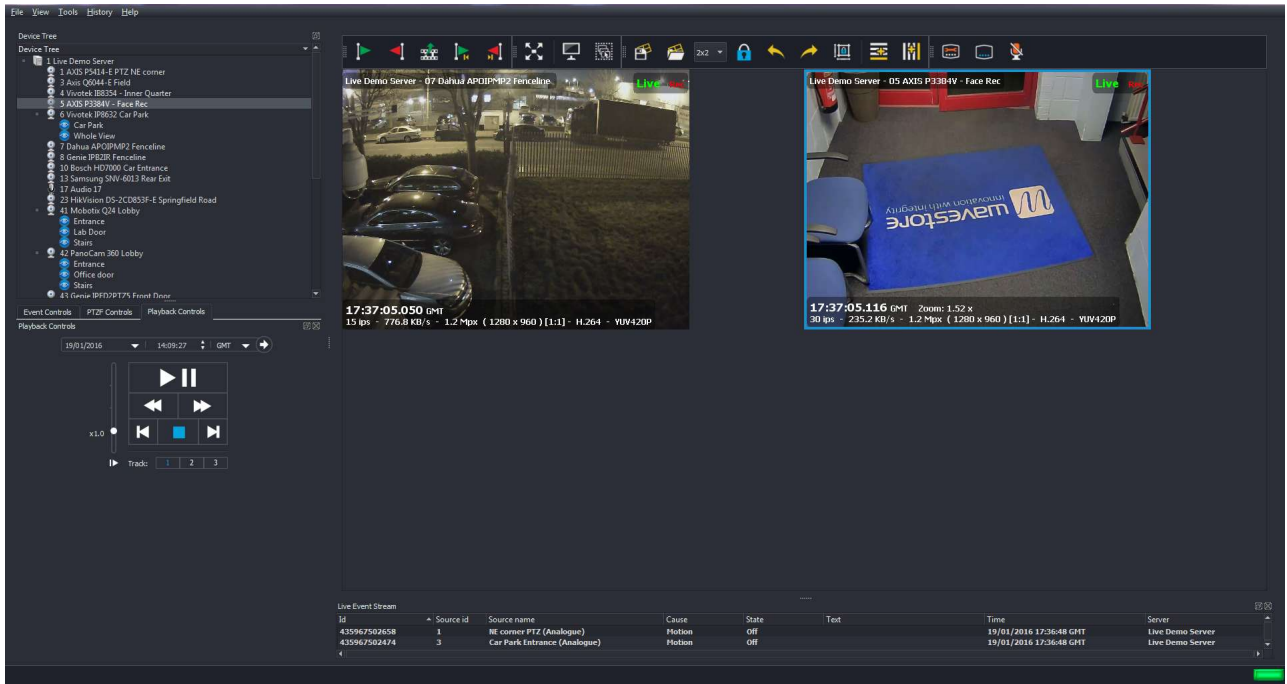 File View Tools History Help
Device Tree
Device Tree
1 Live Demo Server
1 AXIS P5414-E PTZ NE corner
3 Axis Q6044-E Field
4 Vivotek IB8354 - Inner Quarter
5 AXIS P3384V - Face Rec
6 Vivotek IP8632 Car Park
Car Park
Whole View
7 Dahua APOIPMP2 Fenceline
8 Genie IPB2IR Fenceline
10 Bosch HD7000 Car Entrance
13 Samsung SNV-6013 Rear Exit
17 Audio 17
23 HikVision DS-2CD853F-E Springfield Road
41 Mobotix Q24 Lobby
Entrance
Lab Door
Stairs
42 PanoCam 360 Lobby
Entrance
Office door
Stairs
43 Genie IPFD2PTZ5 Front Door
Event Controls PTZF Controls Playback Controls
Playback Controls
19/01/2016 14:09:27 GMT
x1.0
Track: 1 2 3
2x2
Live Demo Server - 07 Dahua APOIPMP2 Fenceline Live Rec
17:37:05.050 GMT
15 ips - 776.8 KB/s - 1.2 Mpx ( 1280 x 960 ) [1:1] - H.264 - YUV420P
Live Demo Server - 05 AXIS P3384V - Face Rec Live Rec
wavestore
innovation with integrity
17:37:05.116 GMT Zoom: 1.52 x
30 ips - 235.2 KB/s - 1.2 Mpx ( 1280 x 960 ) [1:1] - H.264 - YUV420P
Live Event Stream
Id Source id Source name Cause State Text Time Server
435967502658 1 NE corner PTZ (Analogue) Motion Off 19/01/2016 17:36:48 GMT Live Demo Server
435967502474 3 Car Park Entrance (Analogue) Motion Off 19/01/2016 17:36:48 GMT Live Demo Server